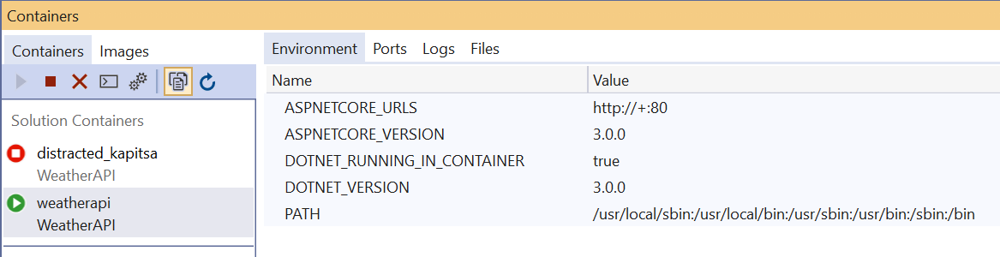 Containers
Containers Images
Environment Ports Logs Files
Name Value
Solution Containers
ASPNETCORE_URLS http://+:80
ASPNETCORE_VERSION 3.0.0
distracted_kapitsa
DOTNET_RUNNING_IN_CONTAINER true
WeatherAPI
DOTNET_VERSION 3.0.0
weatherapi
PATH /usr/local/sbin:/usr/local/bin:/usr/sbin:/usr/bin:/sbin:/bin
WeatherAPI